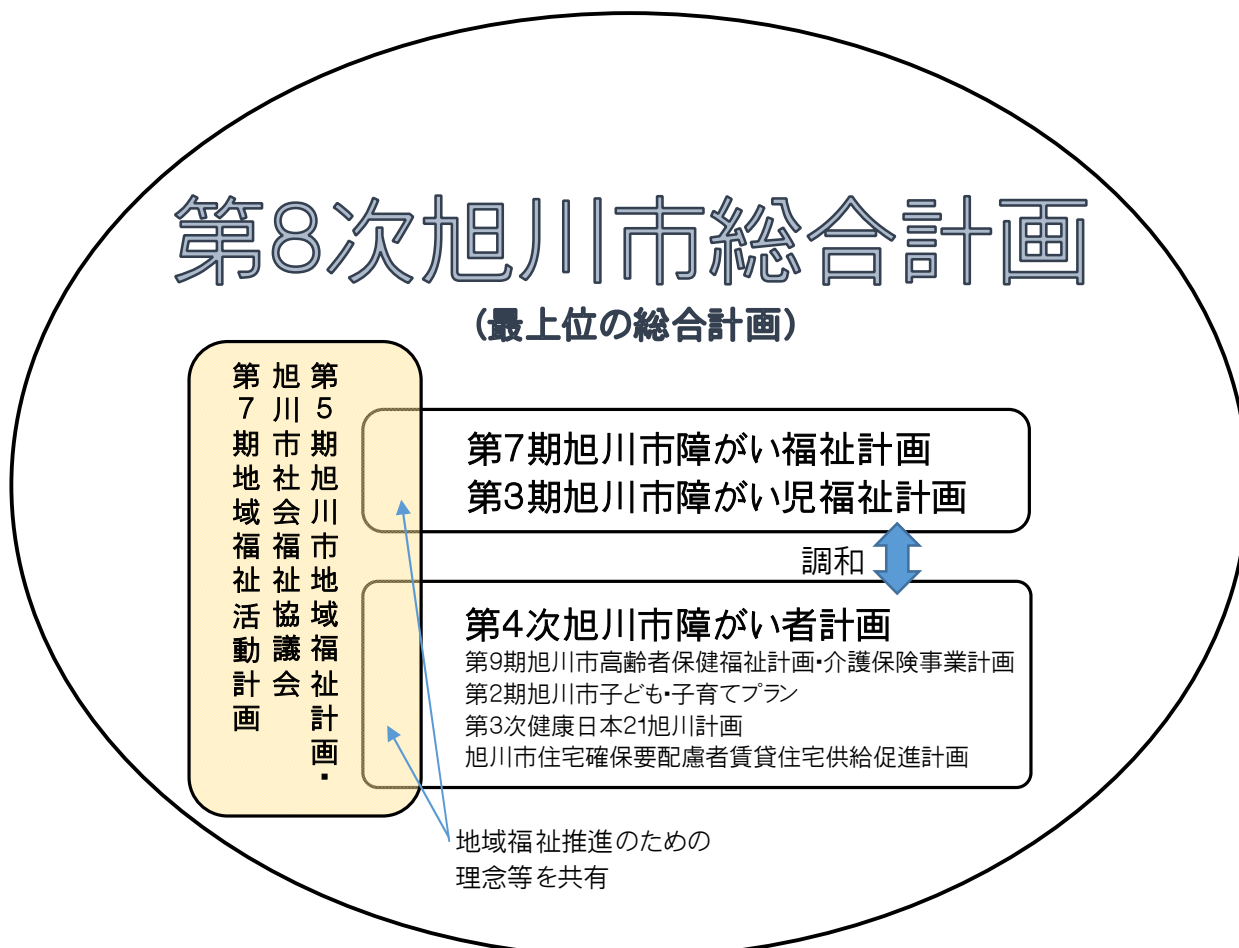 第8次旭川市総合計画
(最上位の総合計画)
第5期旭川市地域福祉計画・
旭川市社会福祉協議会
第7期地域福祉活動計画
第7期旭川市障がい福祉計画
第3期旭川市障がい児福祉計画
調和
第4次旭川市障がい者計画
第9期旭川市高齢者保健福祉計画・介護保険事業計画
第2期旭川市子ども・子育てプラン
第3次健康日本21旭川計画
旭川市住宅確保要配慮者賃貸住宅供給促進計画
地域福祉推進のための
理念等を共有